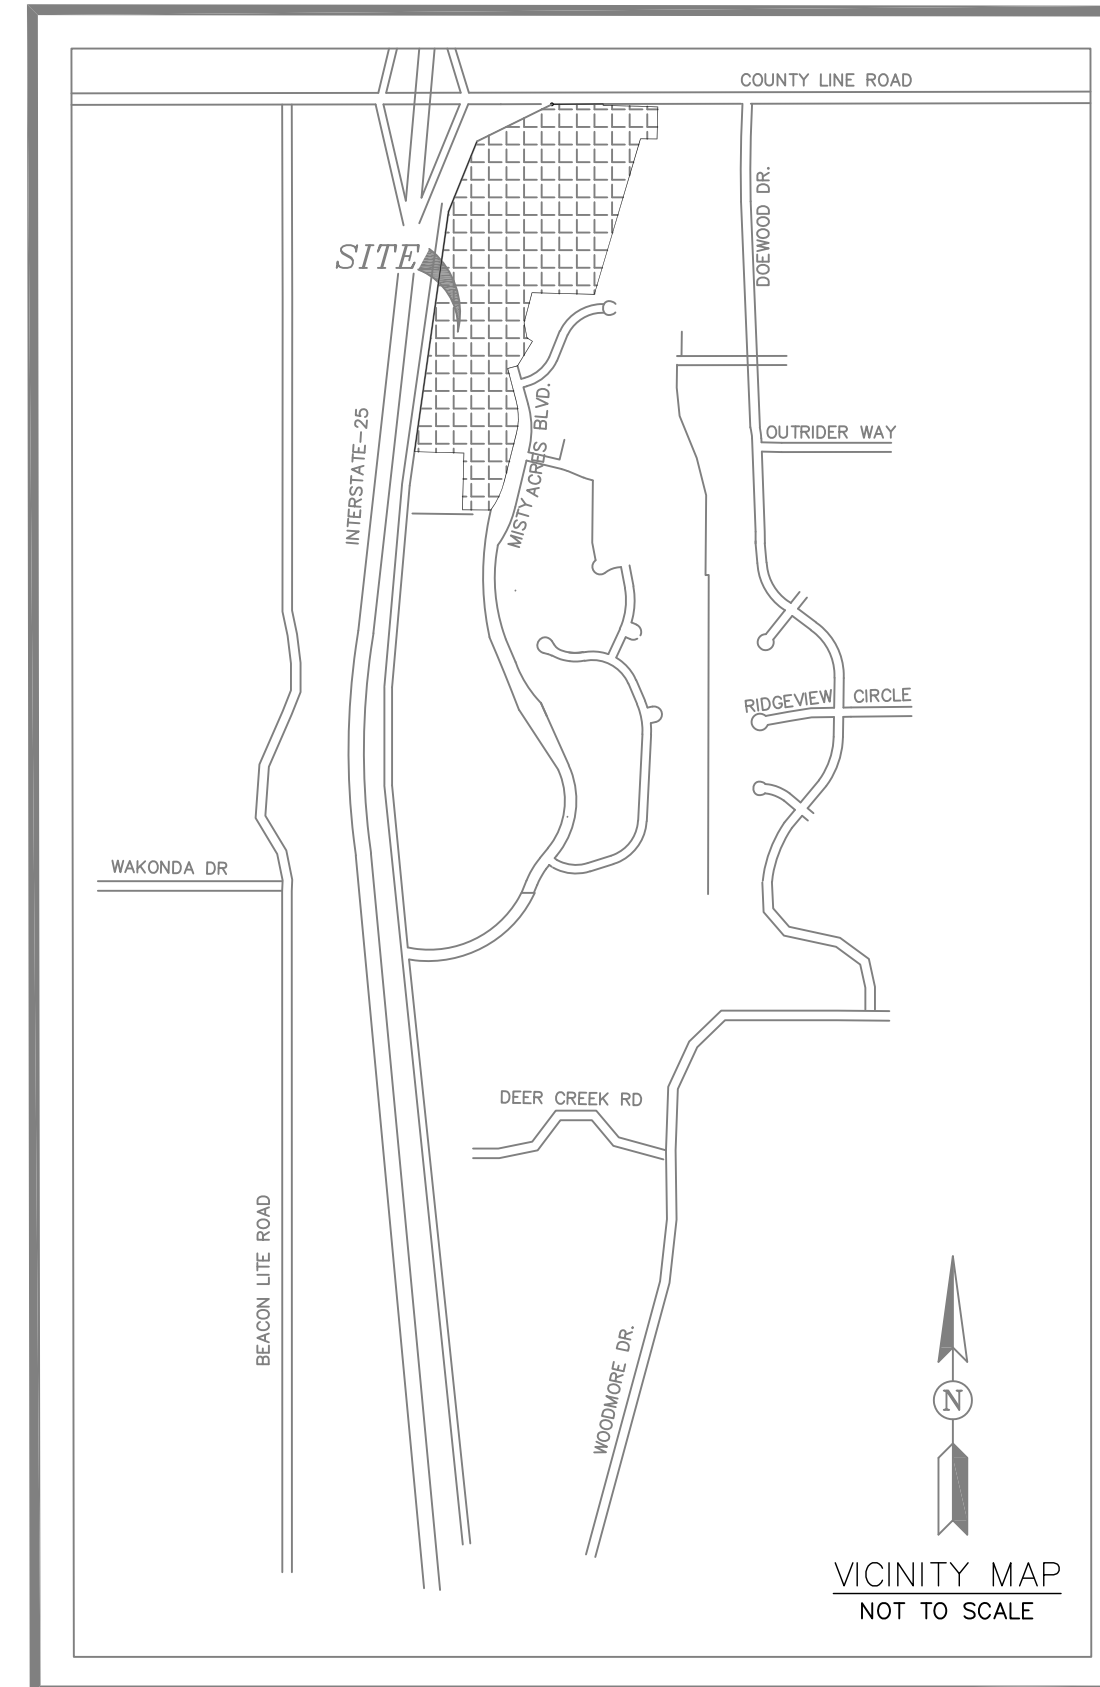 COUNTY LINE ROAD
DOEWOOD DR.
SITE
INTERSTATE-25
MISTY ACRES BLVD.
OUTRIDER WAY
RIDGEVIEW CIRCLE
WAKONDA DR
DEER CREEK RD
BEACON LITE ROAD
WOODMORE DR.
N
VICINITY MAP
NOT TO SCALE